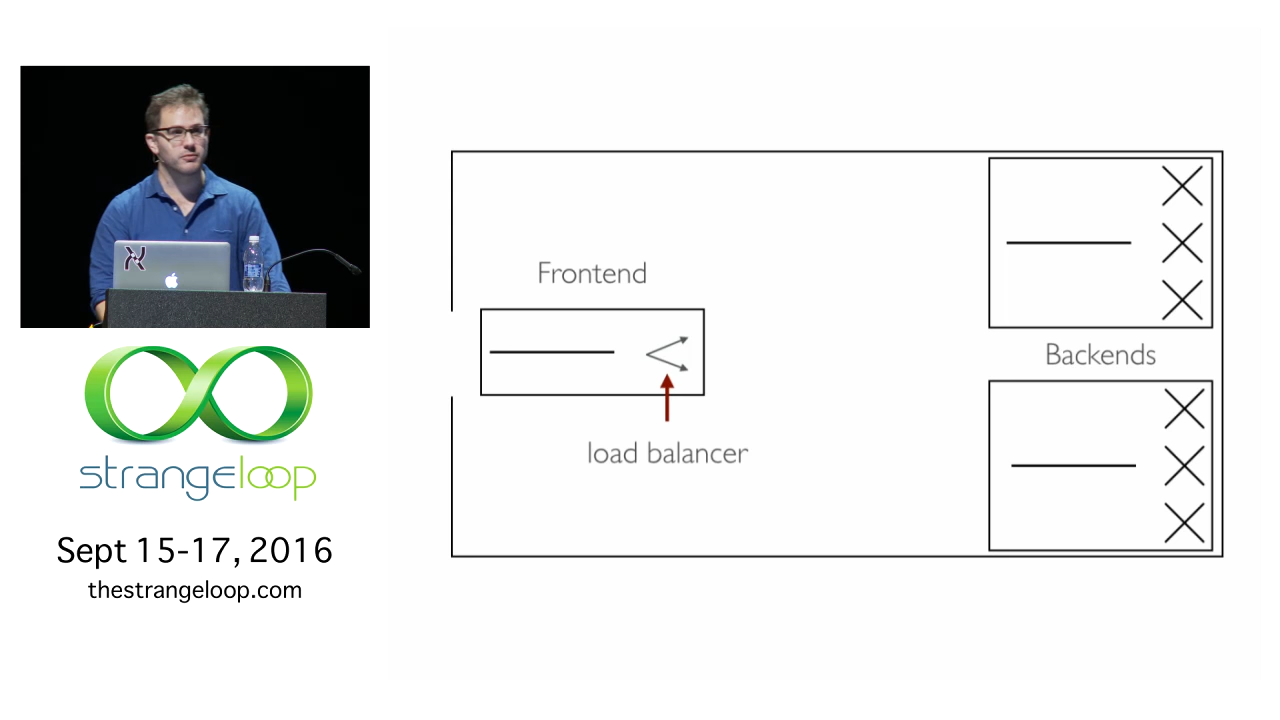 strangeloop
Sept 15-17, 2016
thestrangeloop.com
Frontend
load balancer
Backends